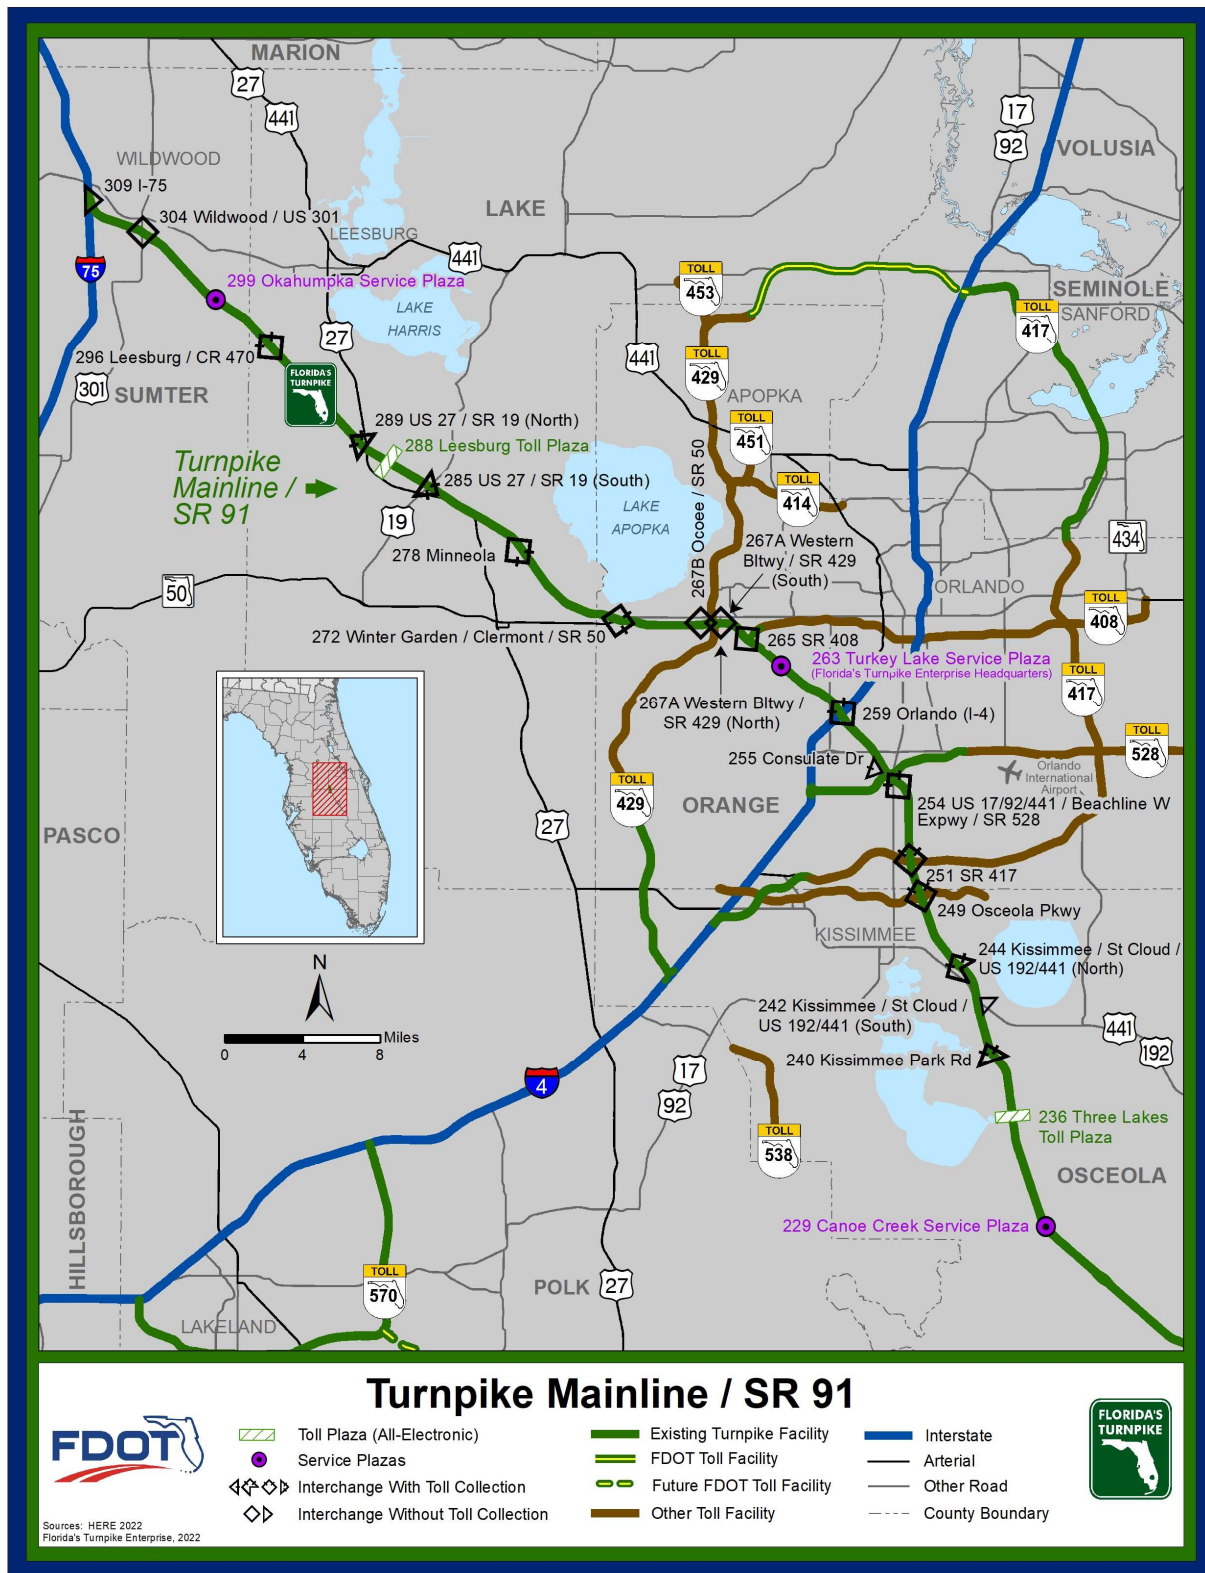 MARION
27
441
17
92
VOLUSIA
WILDWOOD
309 I-75
304 Wildwood / US 301
LAKE
LEESBURG
441
75
299 Okahumpka Service Plaza
TOLL
453
SEMINOLE
SANFORD
TOLL
417
LAKE
HARRIS
27
441
296 Leesburg / CR 470
301
SUMTER
FLORIDA'S
TURNPIKE
TOLL
429
APOPKA
TOLL
451
289 US 27 / SR 19 (North)
288 Leesburg Toll Plaza
Turnpike
Mainline /
SR 91
285 US 27 / SR 19 (South)
TOLL
414
LAKE
APOPKA
267B Ocoee / SR 50
19
278 Minneola
267A Western
Bltwy / SR 429
(South)
434
50
ORLANDO
TOLL
408
272 Winter Garden / Clermont / SR 50
265 SR 408
263 Turkey Lake Service Plaza
(Florida's Turnpike Enterprise Headquarters)
TOLL
417
267A Western Bltwy /
SR 429 (North)
259 Orlando (I-4)
255 Consulate Dr
TOLL
528
Orlando
International
Airport
TOLL
429
ORANGE
254 US 17/92/441 / Beachline W
Expwy / SR 528
27
PASCO
251 SR 417
249 Osceola Pkwy
KISSIMMEE
244 Kissimmee / St Cloud /
US 192/441 (North)
N
242 Kissimmee / St Cloud /
US 192/441 (South)
441
192
Miles
0 4 8
240 Kissimmee Park Rd
17
92
4
236 Three Lakes
Toll Plaza
TOLL
538
OSCEOLA
HILLSBOROUGH
229 Canoe Creek Service Plaza
TOLL
570
POLK
27
LAKELAND
Turnpike Mainline / SR 91
FDOT
Toll Plaza (All-Electronic)
Service Plazas
Interchange With Toll Collection
Interchange Without Toll Collection
Existing Turnpike Facility
FDOT Toll Facility
Future FDOT Toll Facility
Other Toll Facility
Interstate
Arterial
Other Road
County Boundary
FLORIDA'S
TURNPIKE
Sources: HERE 2022
Florida's Turnpike Enterprise, 2022